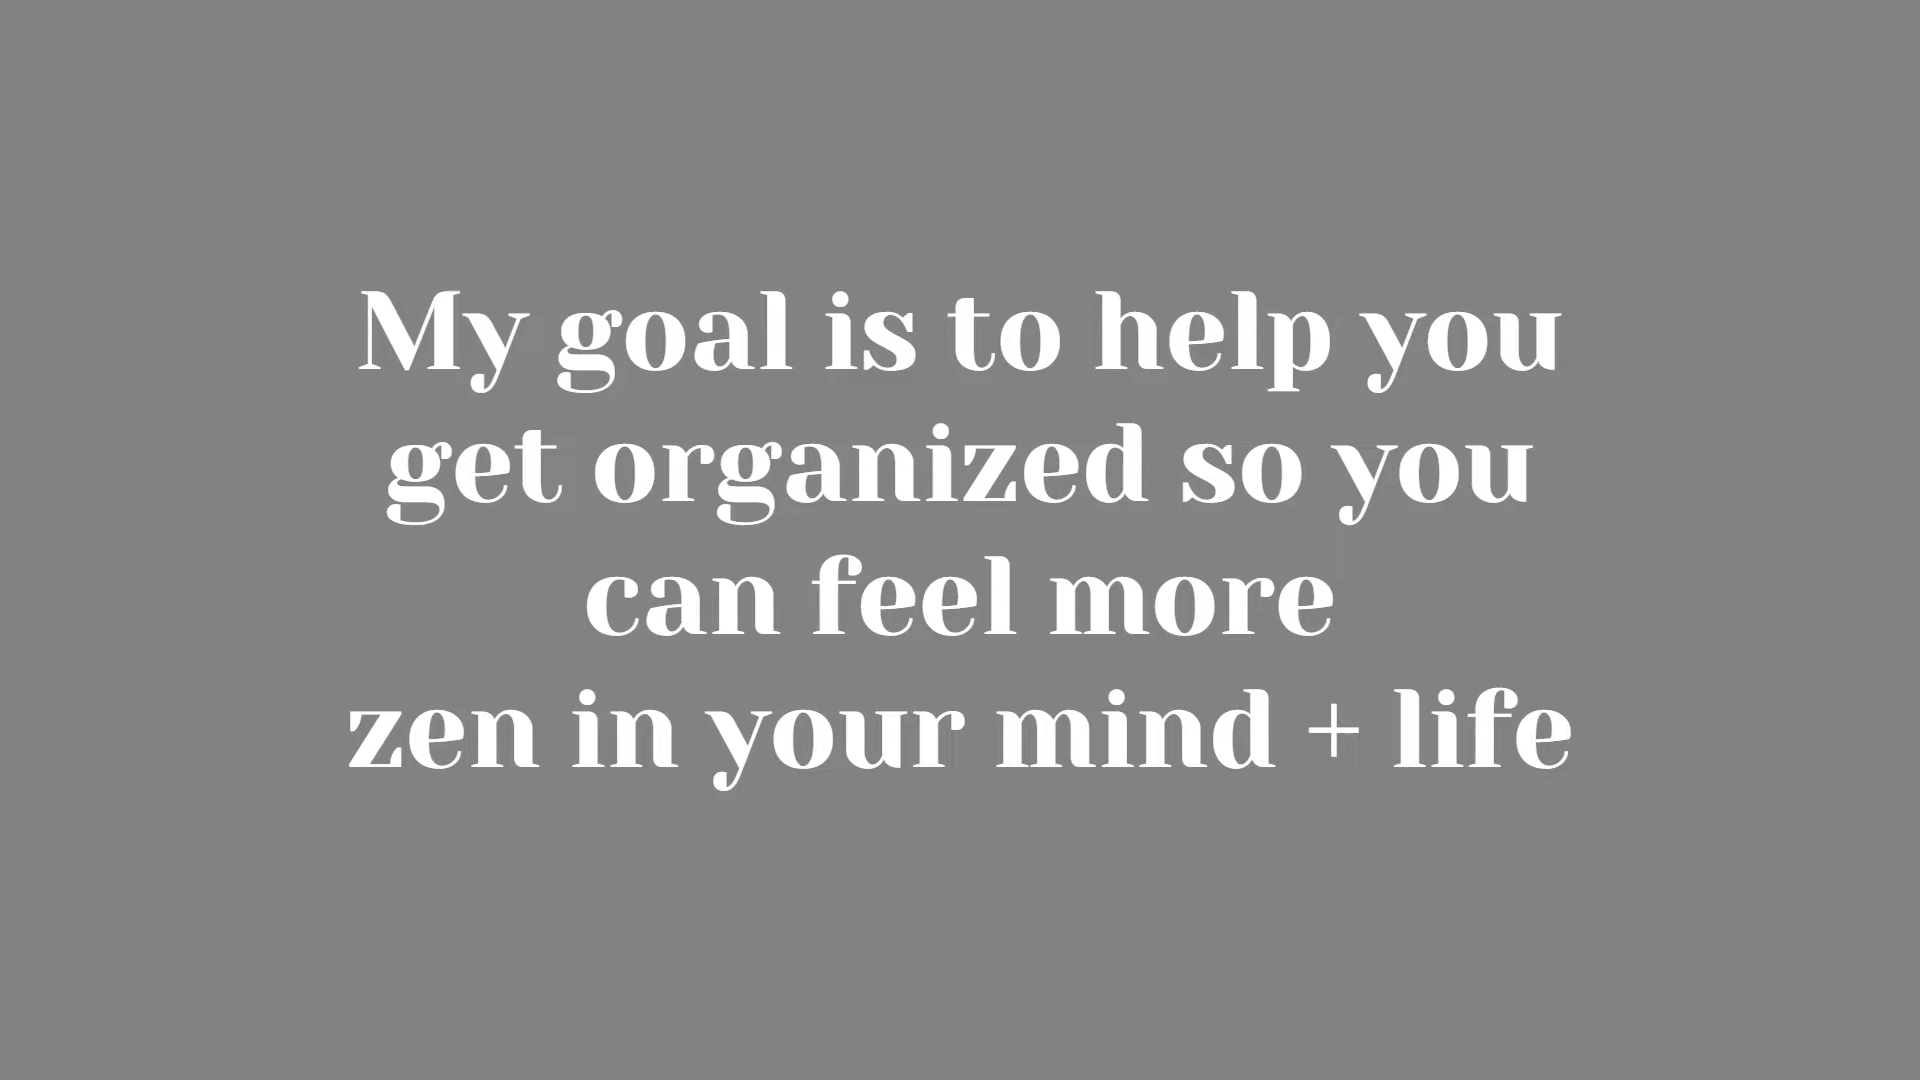 My goal is to help you
get organized so you
can feel more
zen in your mind + life